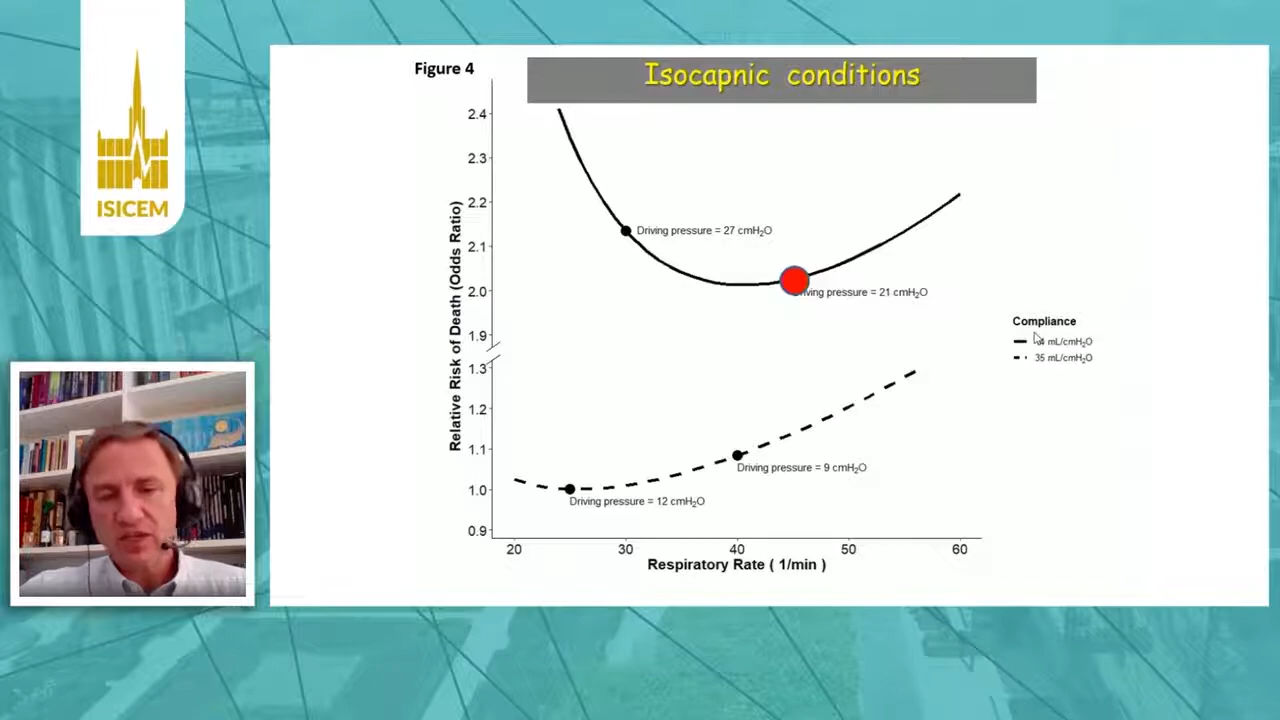 ISICEM
Figure 4
Isocapnic conditions
Relative Risk of Death (Odds Ratio)
2.4
2.3
2.2
2.1
2.0
1.9
1.3
1.2
1.1
1.0
0.9
Driving pressure = 27 cmH₂O
Driving pressure = 21 cmH₂O
Driving pressure = 9 cmH₂O
Driving pressure = 12 cmH₂O
Compliance
mL/cmH₂O
35 mL/cmH₂O
20 30 40 50 60
Respiratory Rate ( 1/min )